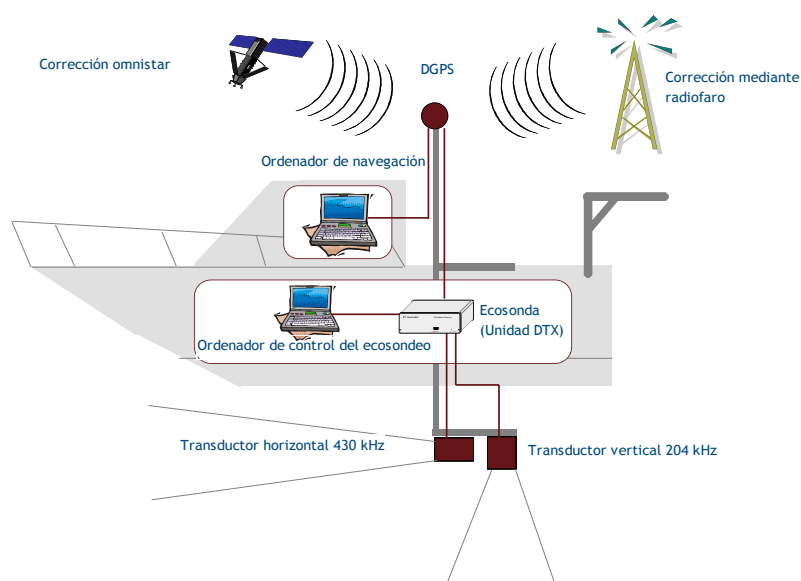 Corrección omnistar
DGPS
Corrección mediante
radiofaro
Ordenador de navegación
Ecosonda
(Unidad DTX)
Ordenador de control del ecosondeo
Transductor horizontal 430 kHz
Transductor vertical 204 kHz